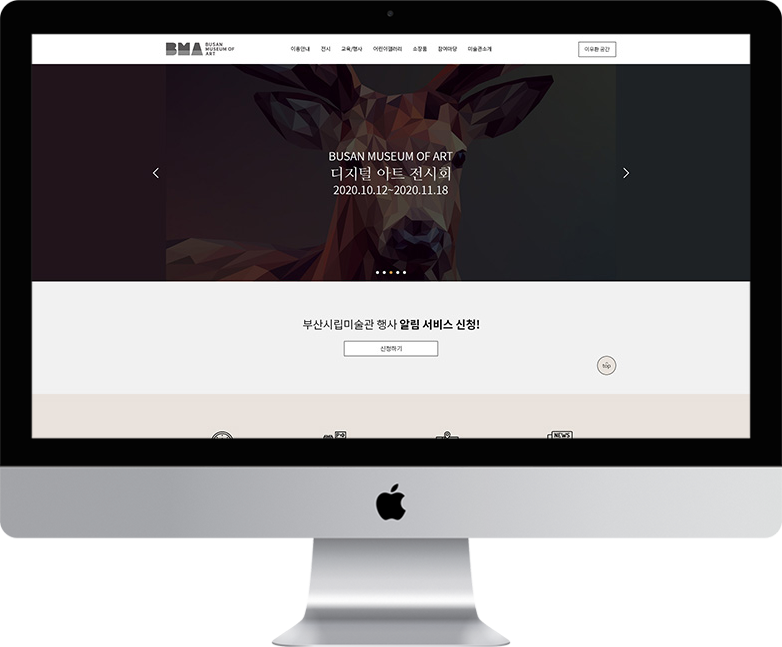 BMA BUSAN
MUSEUM OF
ART
이용안내 전시 교육/행사 어린이갤러리 소장품 참여마당 미술관소개
이우환 공간
BUSAN MUSEUM OF ART
디지털 아트 전시회
2020.10.12~2020.11.18
부산시립미술관 행사 알림 서비스 신청!
신청하기
top
NEWS